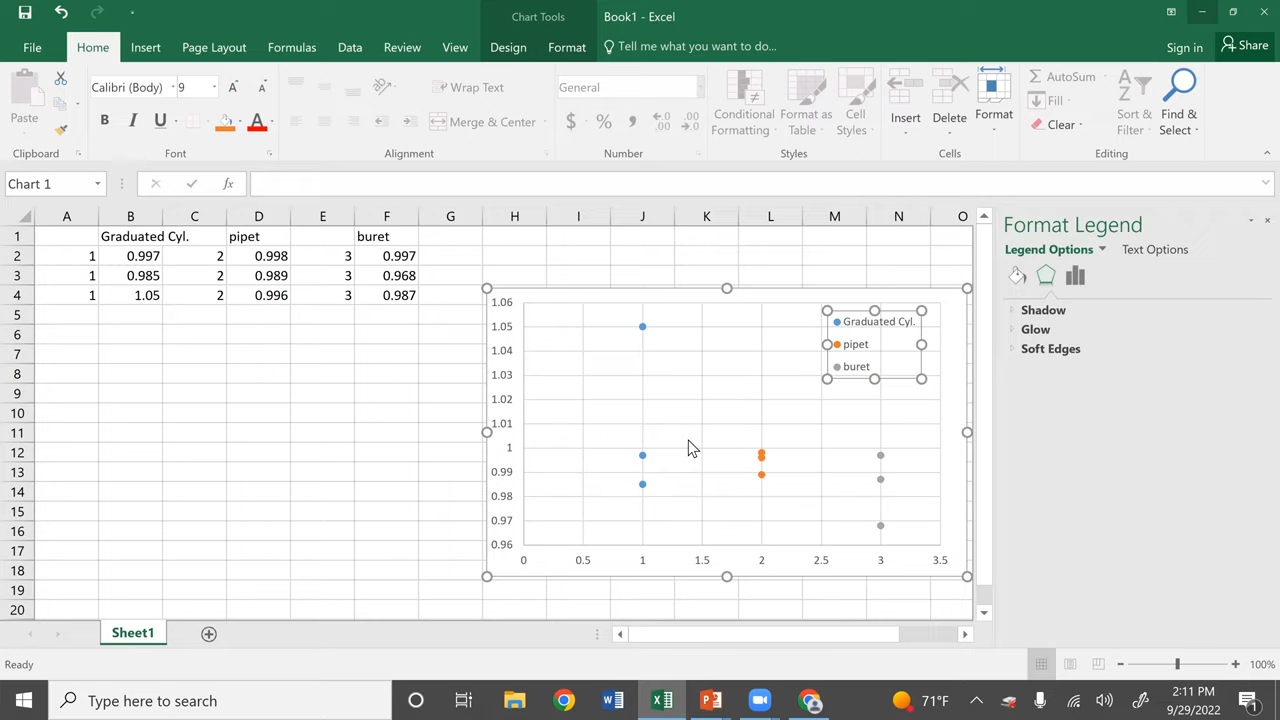 Chart Tools
Book1 - Excel
File Home Insert Page Layout Formulas Data Review View Design Format Tell me what you want to do... Sign in Share
Calibri (Body) 9 Wrap Text General AutoSum
Paste Fill
B I U A Merge & Center $ % , Conditional Formatting Format as Table Cell Styles Insert Delete Format Clear Sort & Filter Find & Select
Clipboard Font Alignment Number Styles Cells Editing
Chart 1 fx
A B C D E F G H I J K L M N O
1 Graduated Cyl. pipet buret
2 1 0.997 2 0.998 3 0.997
3 1 0.985 2 0.989 3 0.968
4 1 1.05 2 0.996 3 0.987
5
6
7
8
9
10
11
12
13
14
15
16
17
18
19
20
1.06
1.05
1.04
1.03
1.02
1.01
1
0.99
0.98
0.97
0.96
0 0.5 1 1.5 2 2.5 3 3.5
Graduated Cyl.
pipet
buret
Format Legend
Legend Options Text Options
Shadow
Glow
Soft Edges
Sheet1
Ready 100%
Type here to search 71°F 2:11 PM
9/29/2022
1